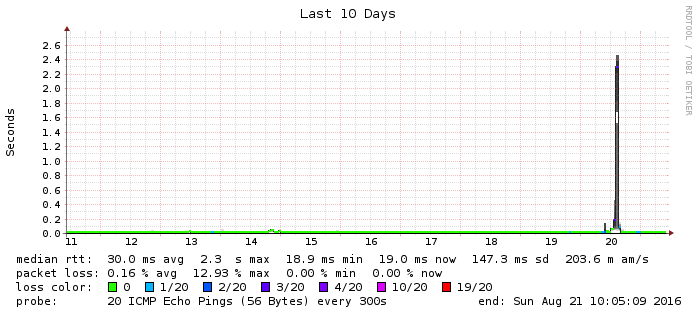 Last 10 Days
RRDTOOL / TOBI OETIKER
Seconds
2.6
2.4
2.2
2.0
1.8
1.6
1.4
1.2
1.0
0.8
0.6
0.4
0.2
0.0
11 12 13 14 15 16 17 18 19 20
median rtt: 30.0 ms avg 2.3 s max 18.9 ms min 19.0 ms now 147.3 ms sd 203.6 m am/s
packet loss: 0.16 % avg 12.93 % max 0.00 % min 0.00 % now
loss color: 0 1/20 2/20 3/20 4/20 10/20 19/20
probe: 20 ICMP Echo Pings (56 Bytes) every 300s end: Sun Aug 21 10:05:09 2016